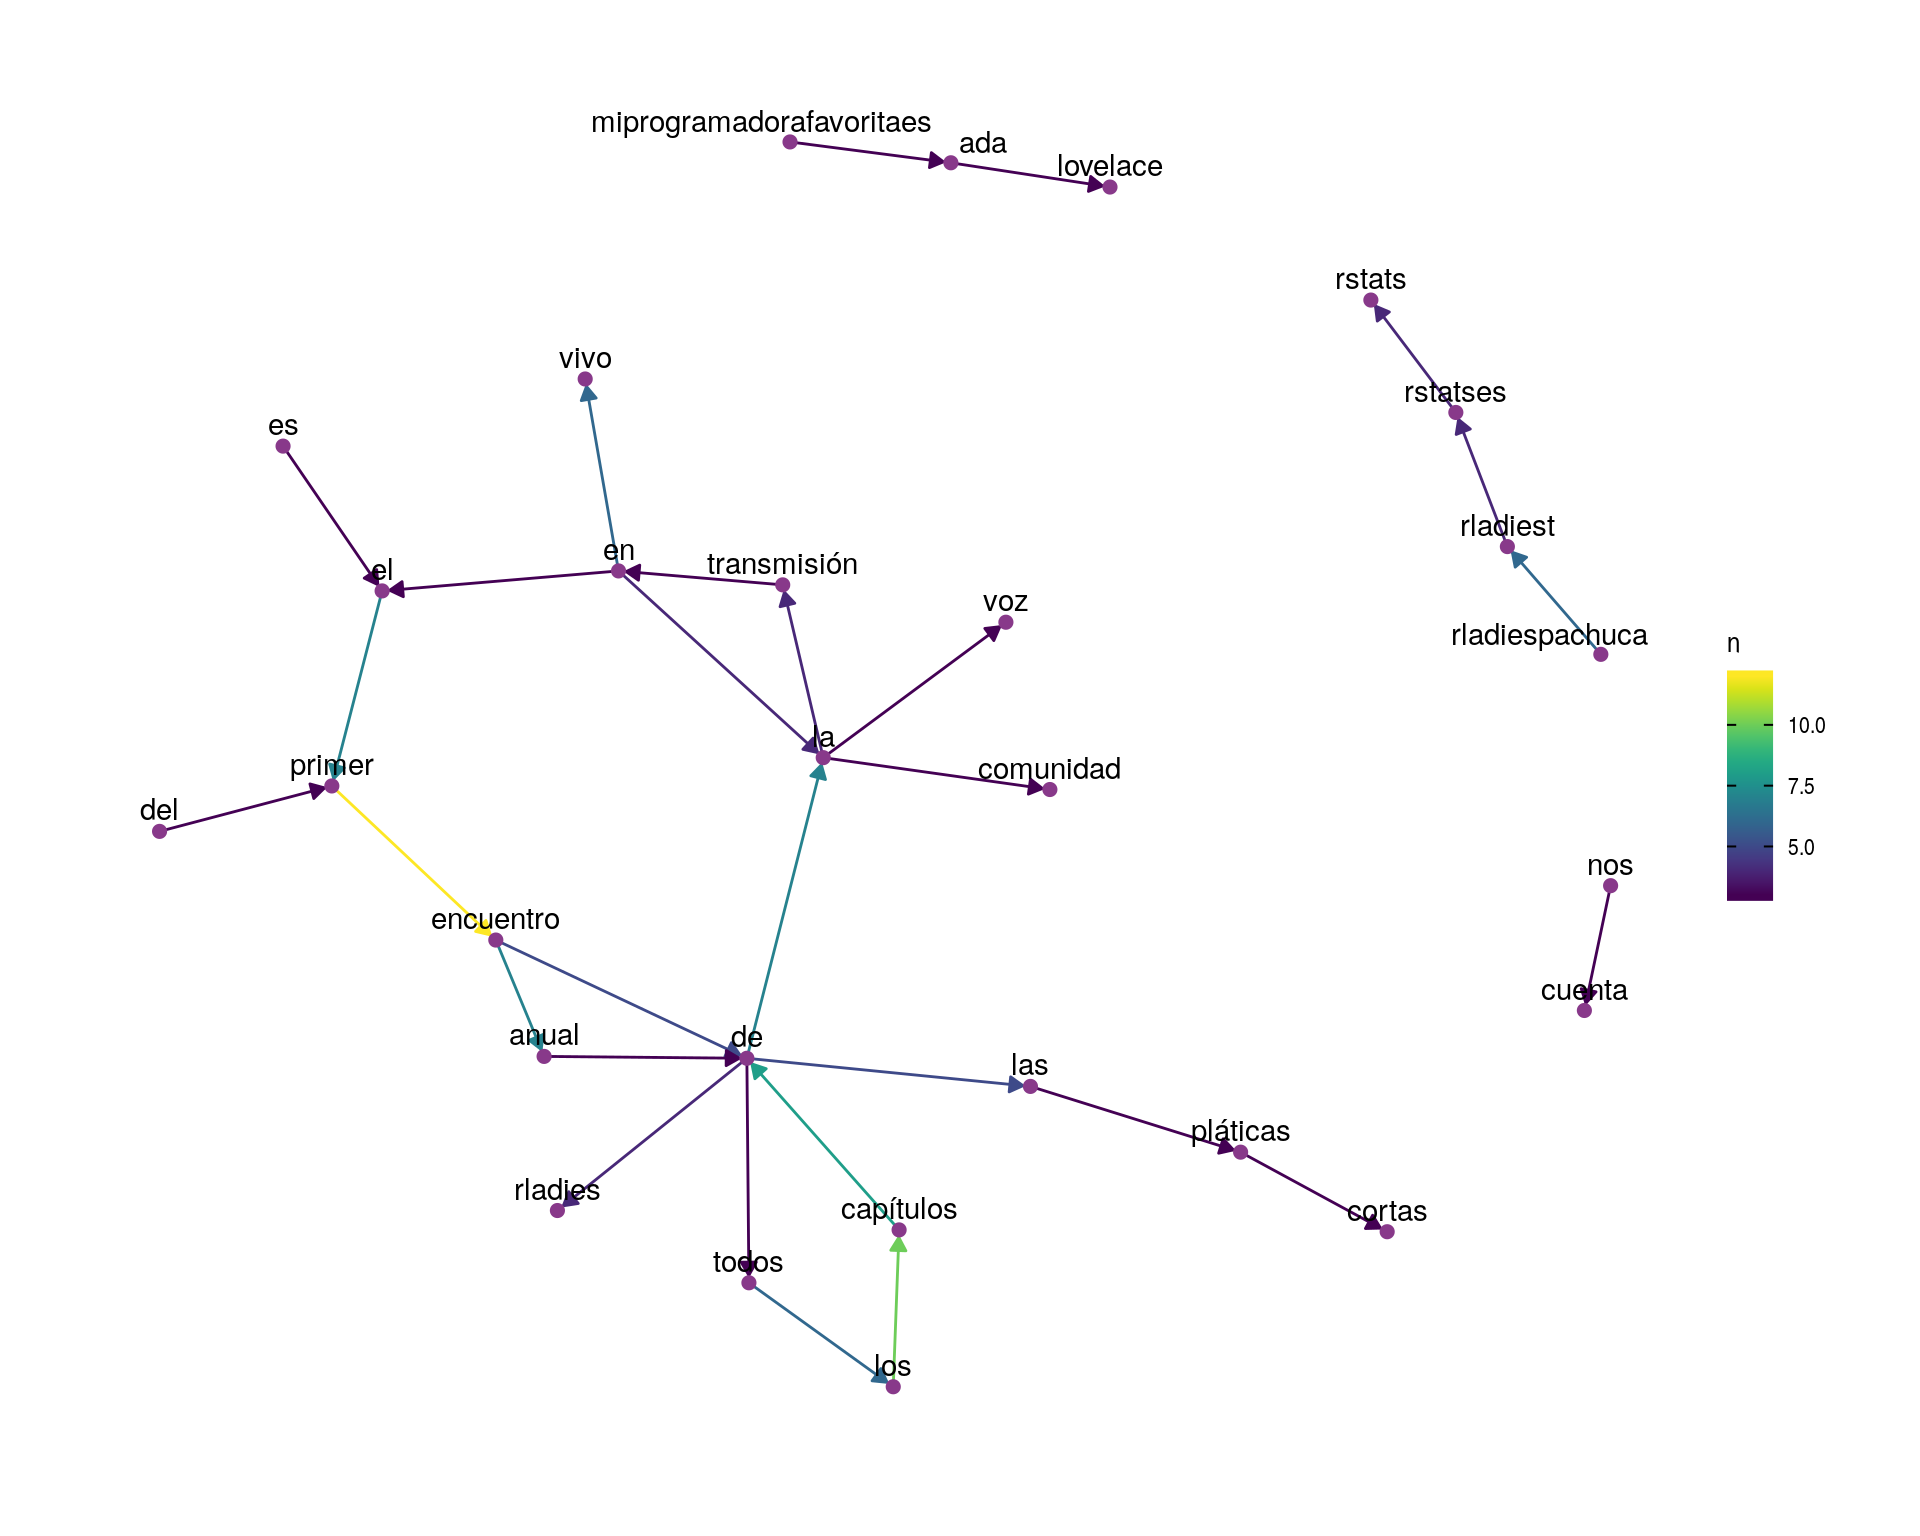 miprogramadorafavoritaes
ada
lovelace
rstats
vivo
rstatses
es
rladiest
en
transmisión
el
voz
rladiespachuca
n
la
primer
comunidad
10.0
7.5
del
5.0
nos
encuentro
cuenta
anual
de
las
pláticas
rladies
capítulos
cortas
todos
los